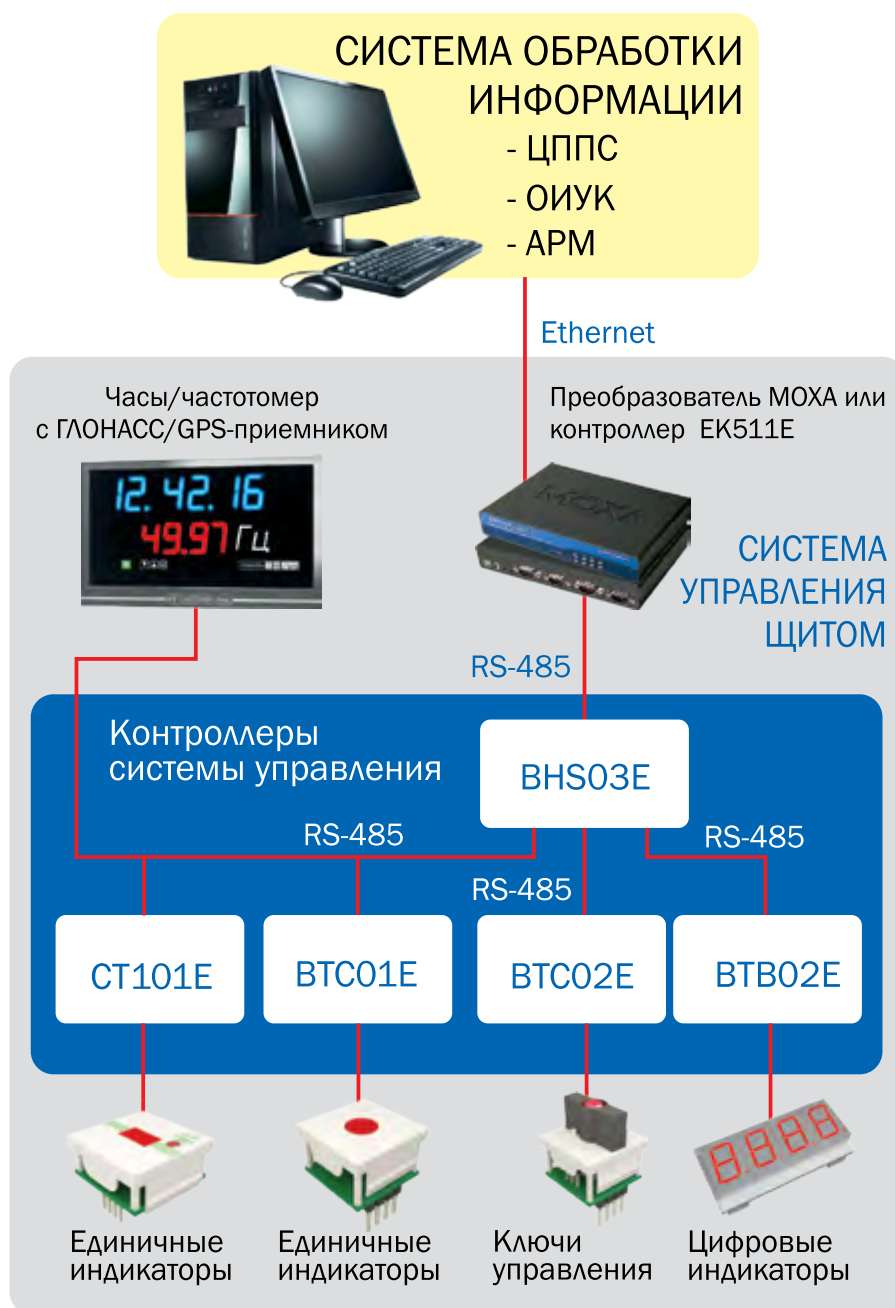 СИСТЕМА ОБРАБОТКИ
ИНФОРМАЦИИ
- ЦППС
- ОИУК
- АРМ
Ethernet
Часы/частотомер
с ГЛОНАСС/GPS-приемником
Преобразователь MOXA или
контроллер EK511E
12. 42. 16
49.97 Гц
MOXA
СИСТЕМА
УПРАВЛЕНИЯ
ЩИТОМ
RS-485
Контроллеры
системы управления
BHS03E
RS-485
RS-485
RS-485
CT101E
BTC01E
BTC02E
BTB02E
8.888
Единичные
индикаторы
Единичные
индикаторы
Ключи
управления
Цифровые
индикаторы